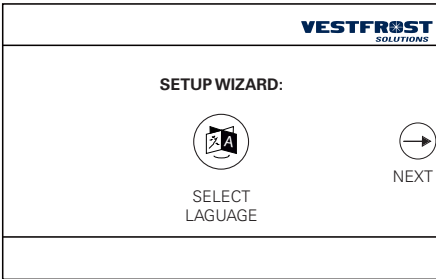 VESTFROST
SOLUTIONS
SETUP WIZARD:
A
NEXT
SELECT
LAGUAGE